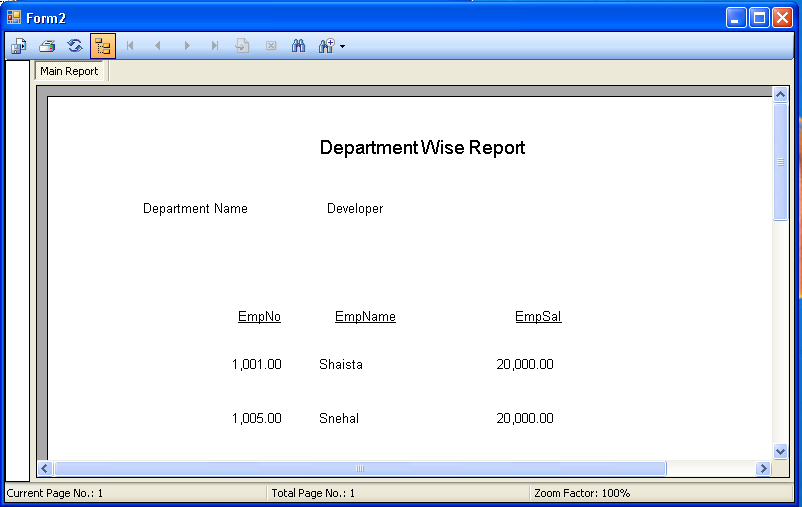 Form2
Main Report
Department Wise Report
Department Name Developer
EmpNo EmpName EmpSal
1,001.00 Shaista 20,000.00
1,005.00 Snehal 20,000.00
Current Page No.: 1 Total Page No.: 1 Zoom Factor: 100%